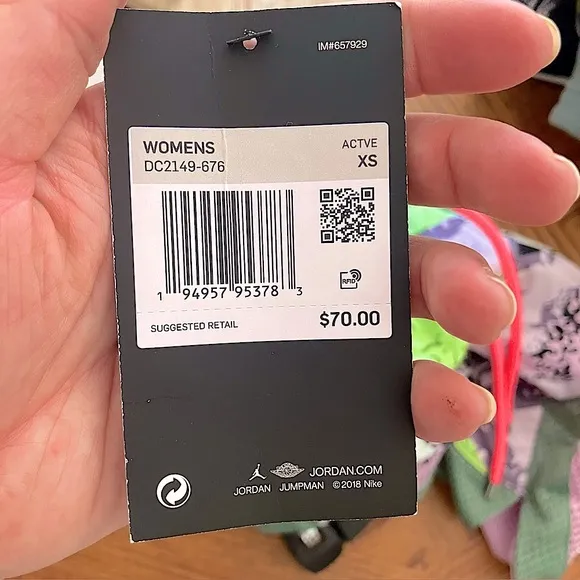 IM#657929
WOMENS ACTVE
DC2149-676 XS
RFID
1 94957 95378 3
SUGGESTED RETAIL $70.00
JORDAN.COM
JORDAN JUMPMAN ©2018 Nike